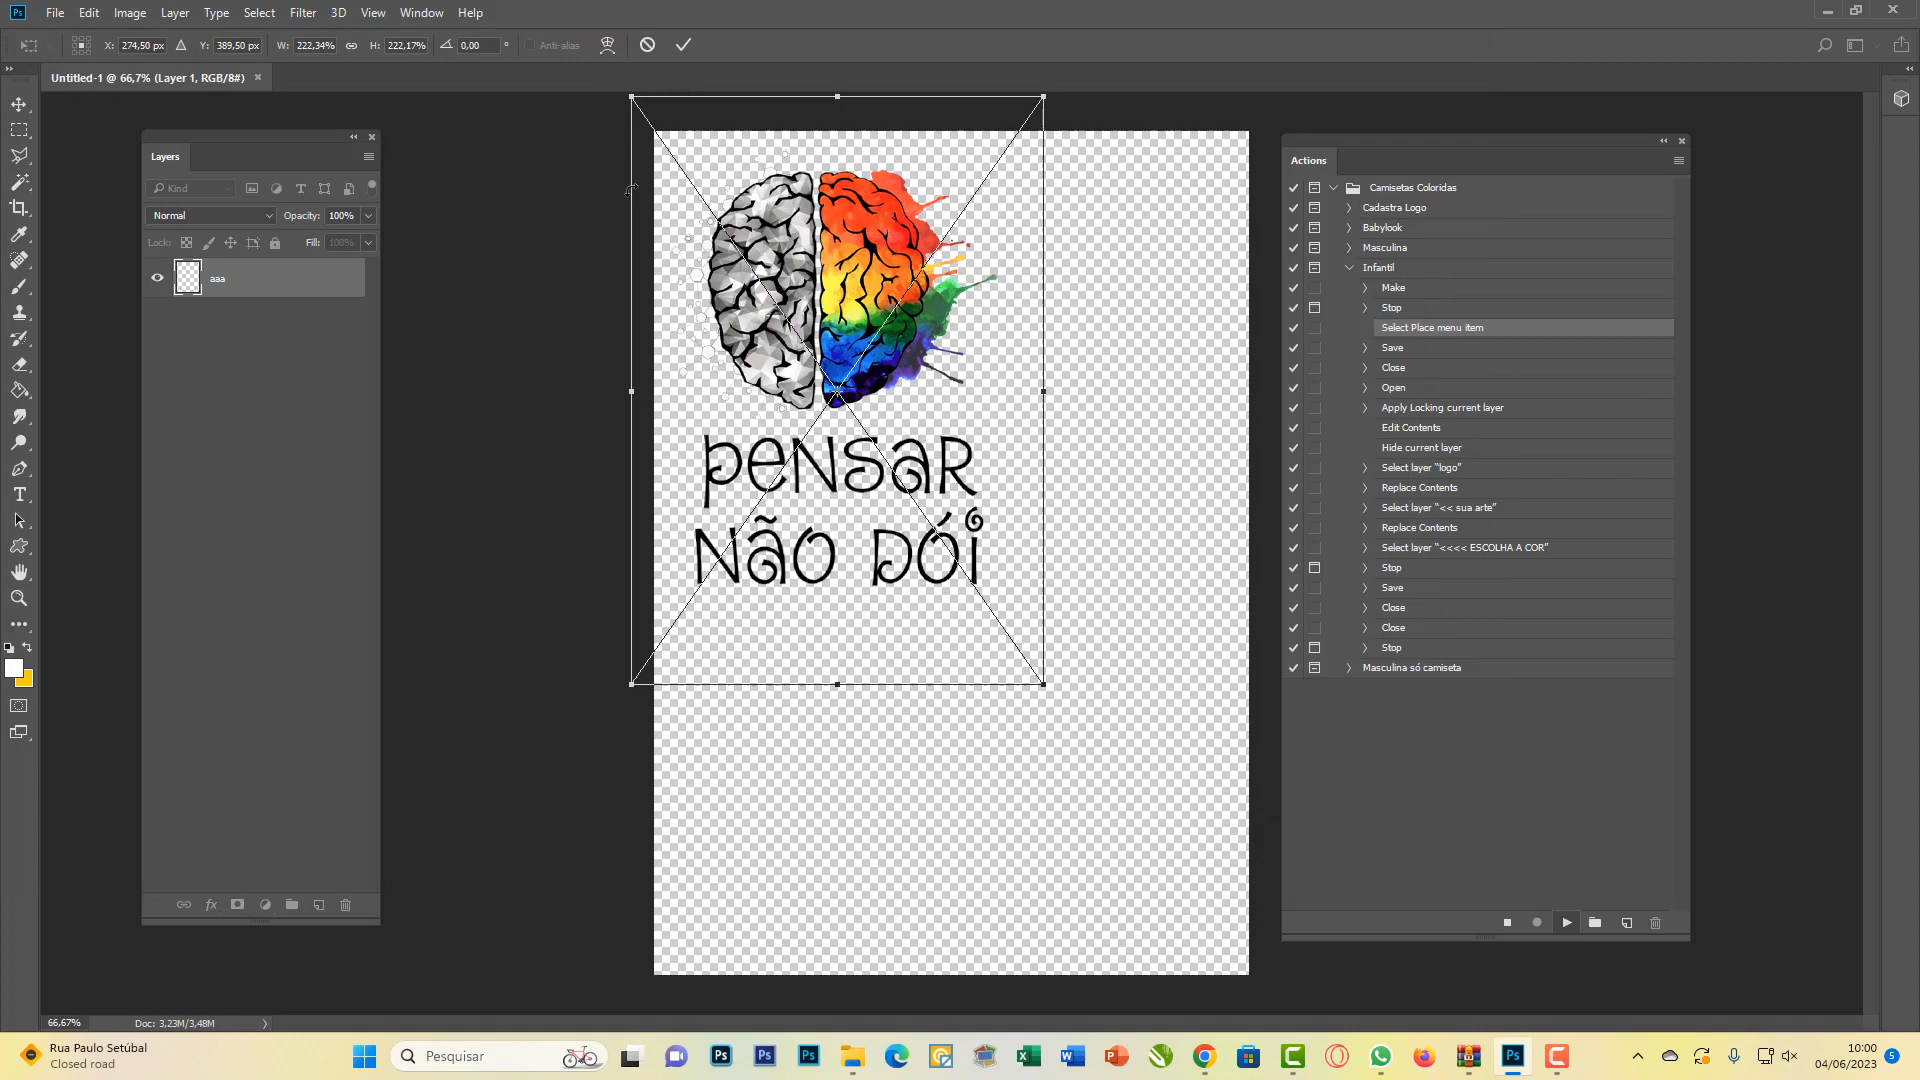 Ps File Edit Image Layer Type Select Filter 3D View Window Help
X: 274,50 px Y: 389,50 px W: 222,34% H: 222,17% 0,00 ° Anti-alias
Untitled-1 @ 66,7% (Layer 1, RGB/8#) ×
Layers
Kind
Normal Opacity: 100%
Lock: Fill: 100%
aaa
PENSAR
NÃO DÓI
Actions
Camisetas Coloridas
Cadastra Logo
Babylook
Masculina
Infantil
Make
Stop
Select Place menu item
Save
Close
Open
Apply Locking current layer
Edit Contents
Hide current layer
Select layer "logo"
Replace Contents
Select layer "<< sua arte"
Replace Contents
Select layer "<<<< ESCOLHA A COR"
Stop
Save
Close
Close
Stop
Masculina só camiseta
66,67% Doc: 3,23M/3,48M
Rua Paulo Setúbal
Closed road
Pesquisar
10:00
04/06/2023
5